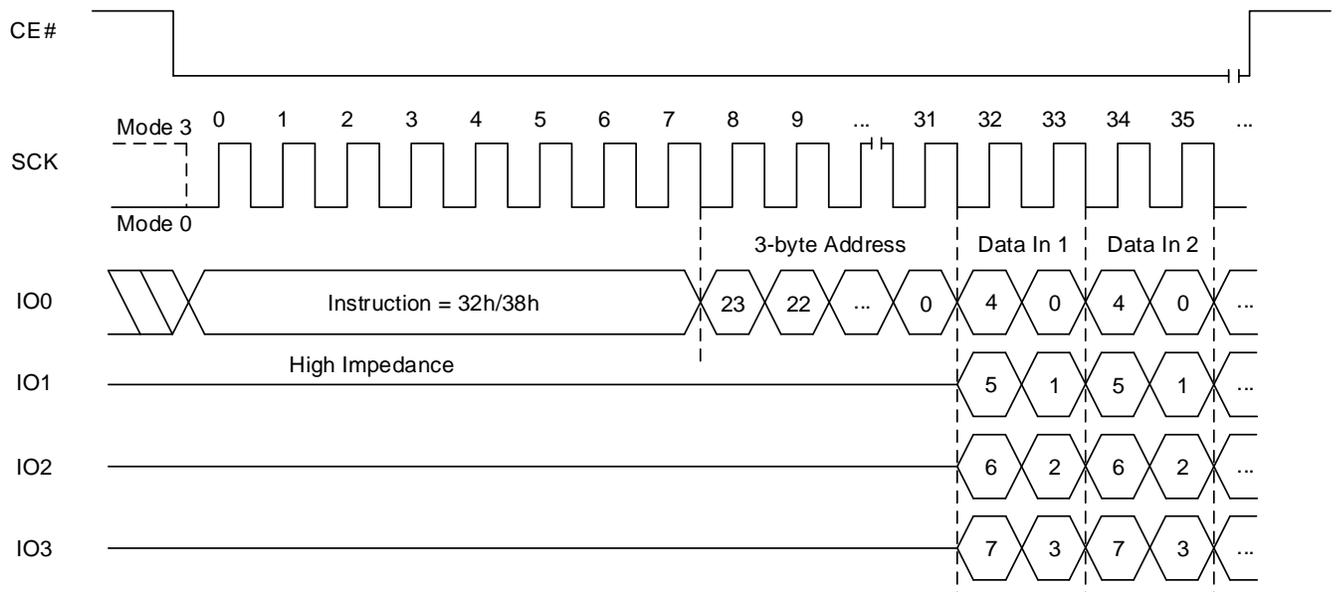 CE#
Mode 3 0 1 2 3 4 5 6 7 8 9 ... 31 32 33 34 35 ...
SCK
Mode 0
3-byte Address Data In 1 Data In 2
IO0 Instruction = 32h/38h 23 22 ... 0 4 0 4 0 ...
High Impedance
IO1 5 1 5 1 ...
IO2 6 2 6 2 ...
IO3 7 3 7 3 ...